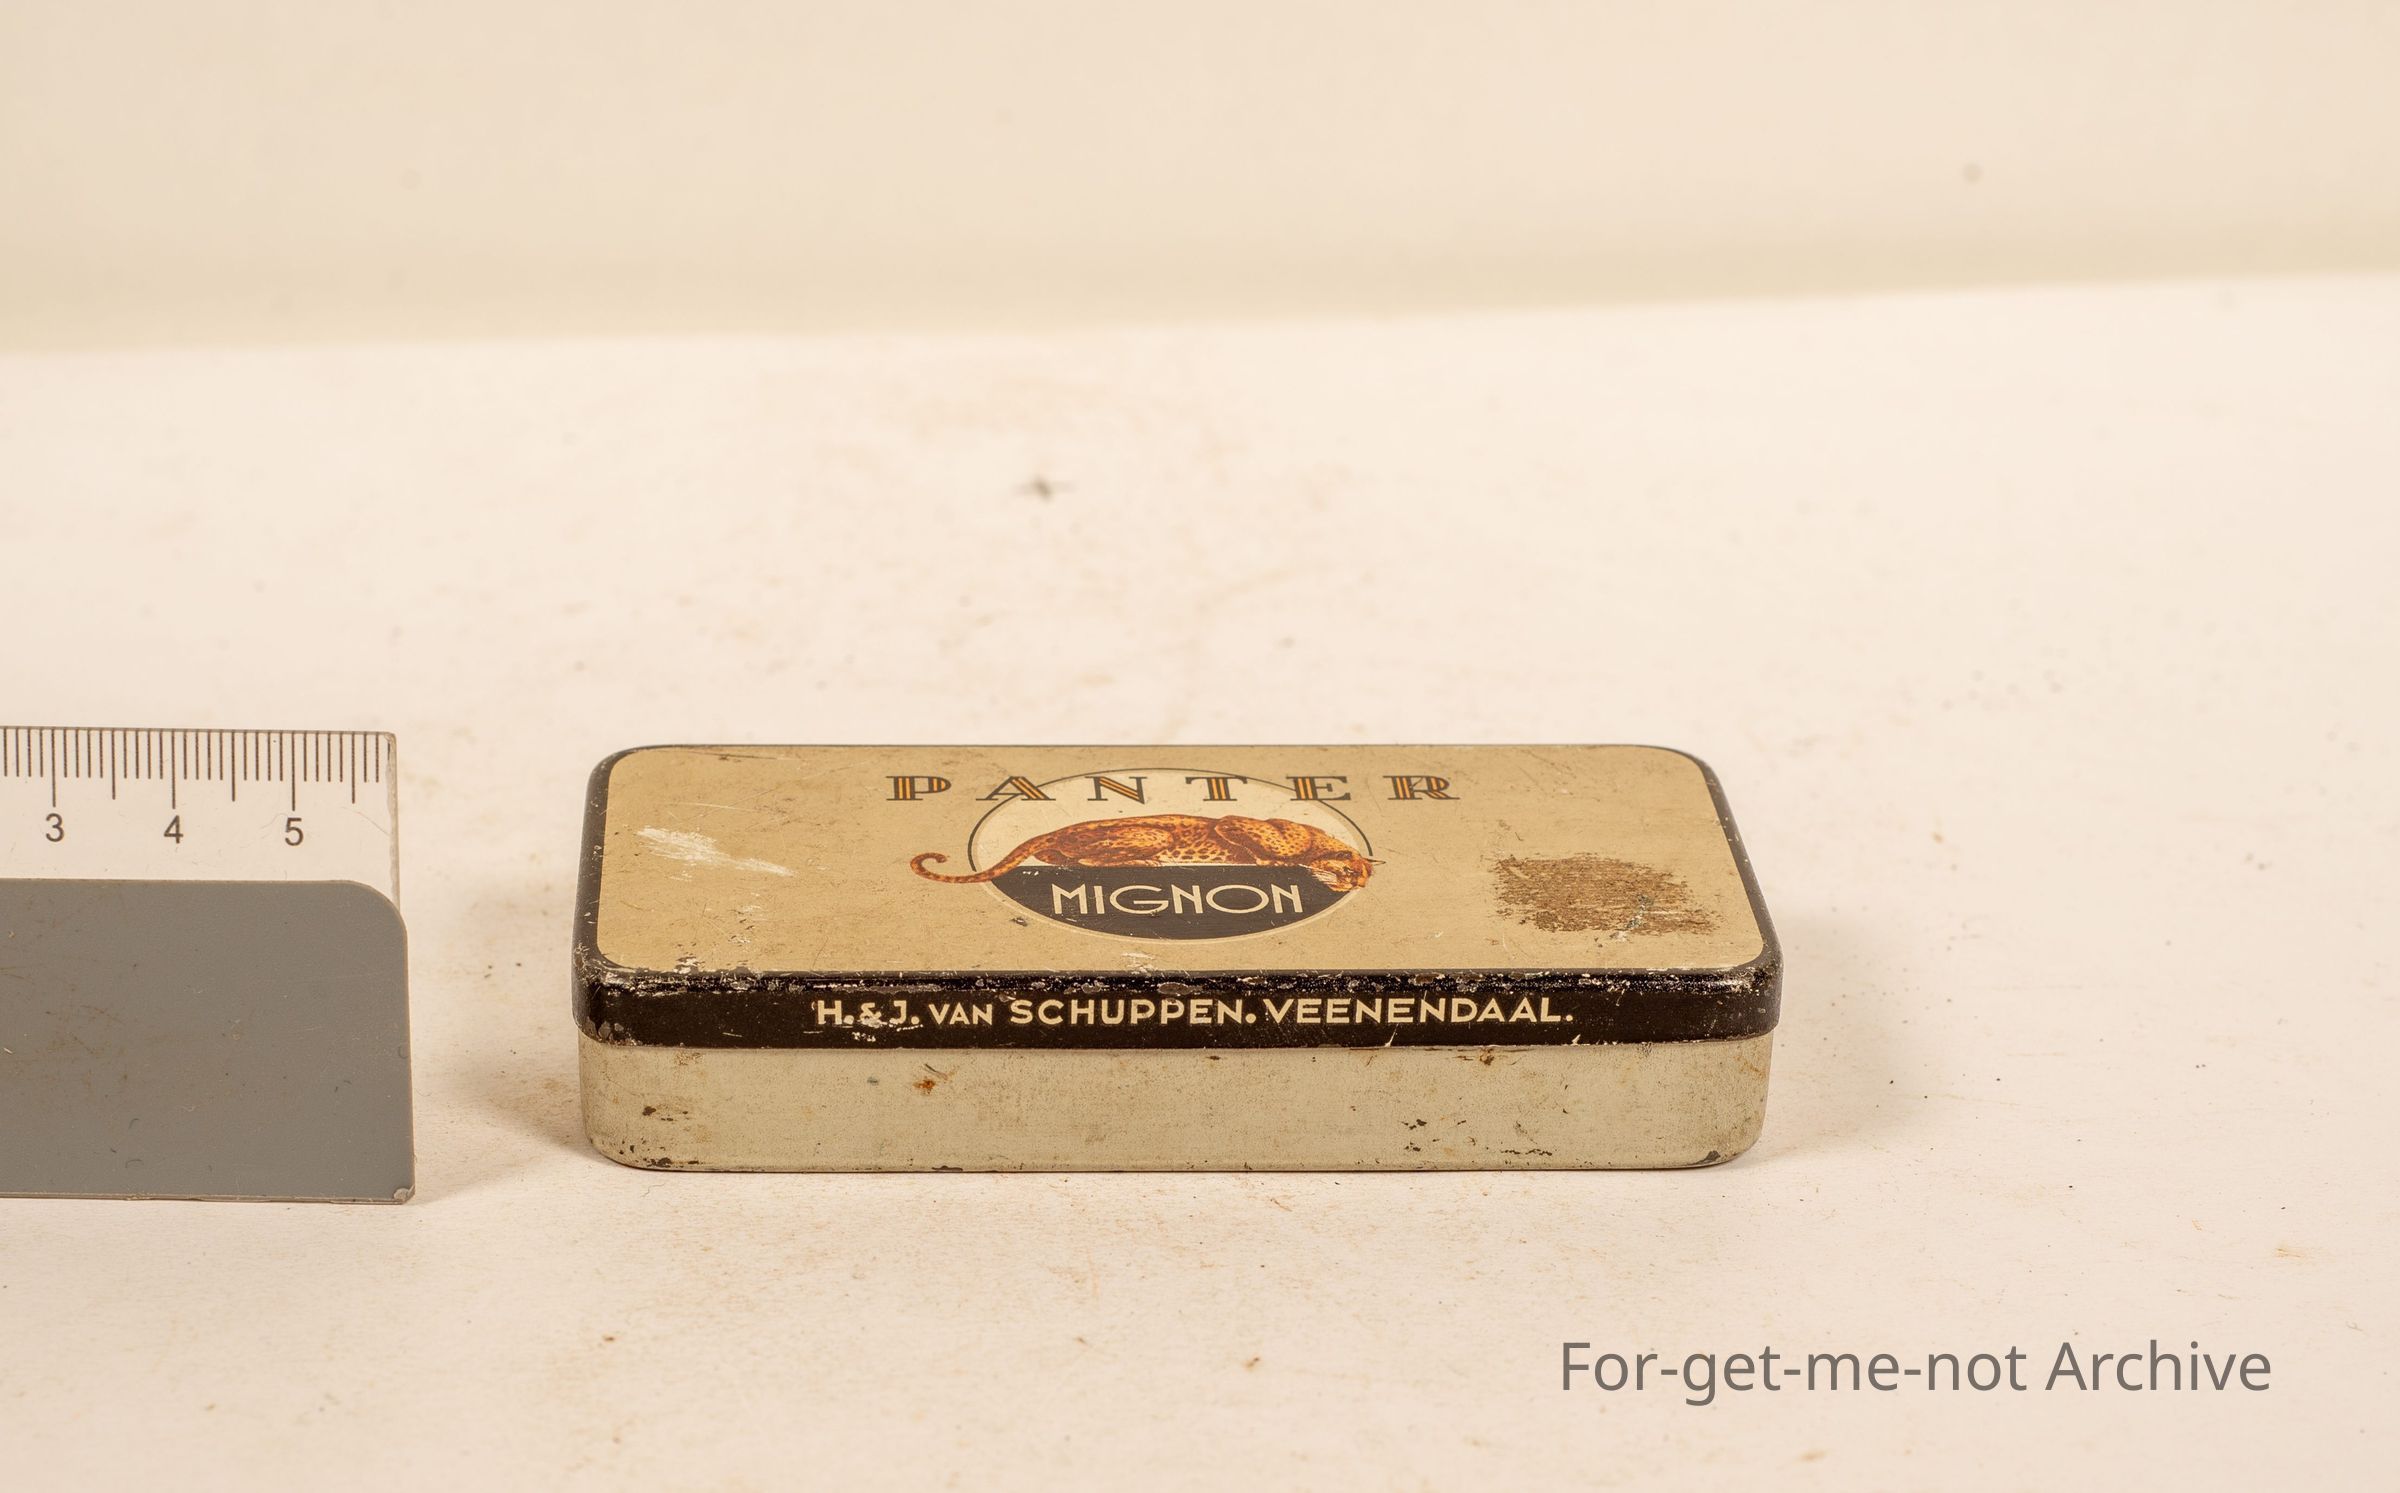 PANTER
MIGNON
H. & J. VAN SCHUPPEN. VEENENDAAL.
3 4 5
For-get-me-not Archive